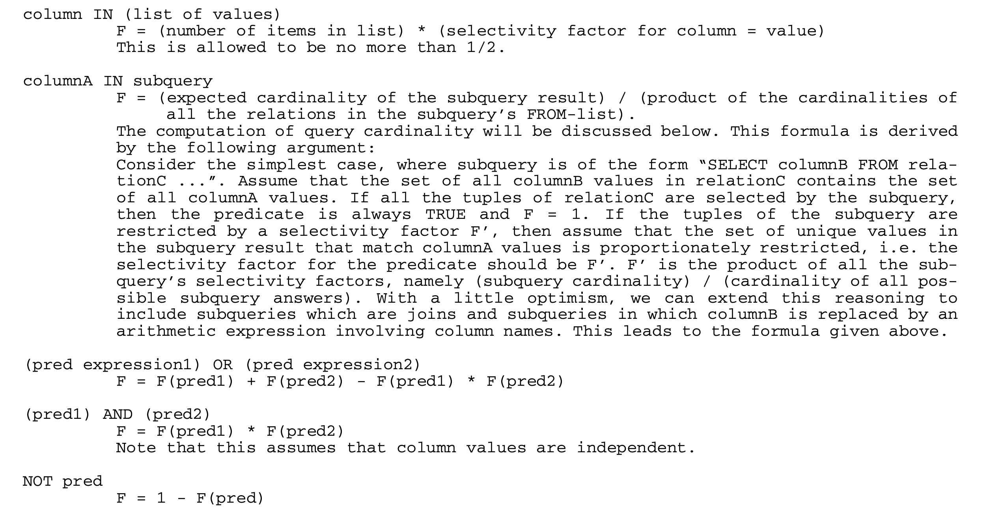 column IN (list of values)
F = (number of items in list) * (selectivity factor for column = value)
This is allowed to be no more than 1/2.
columnA IN subquery
F = (expected cardinality of the subquery result) / (product of the cardinalities of
all the relations in the subquery’s FROM-list).
The computation of query cardinality will be discussed below. This formula is derived
by the following argument:
Consider the simplest case, where subquery is of the form “SELECT columnB FROM rela-
tionC ...”. Assume that the set of all columnB values in relationC contains the set
of all columnA values. If all the tuples of relationC are selected by the subquery,
then the predicate is always TRUE and F = 1. If the tuples of the subquery are
restricted by a selectivity factor F’, then assume that the set of unique values in
the subquery result that match columnA values is proportionately restricted, i.e. the
selectivity factor for the predicate should be F’. F’ is the product of all the sub-
query’s selectivity factors, namely (subquery cardinality) / (cardinality of all pos-
sible subquery answers). With a little optimism, we can extend this reasoning to
include subqueries which are joins and subqueries in which columnB is replaced by an
arithmetic expression involving column names. This leads to the formula given above.
(pred expression1) OR (pred expression2)
F = F(pred1) + F(pred2) - F(pred1) * F(pred2)
(pred1) AND (pred2)
F = F(pred1) * F(pred2)
Note that this assumes that column values are independent.
NOT pred
F = 1 - F(pred)